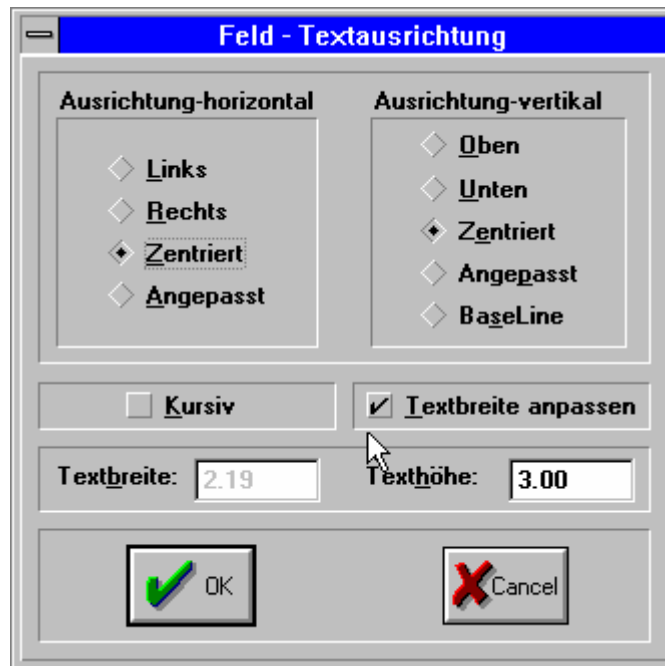 Feld - Textausrichtung
Ausrichtung-horizontal
Links
Rechts
Zentriert
Angepasst
Ausrichtung-vertikal
Oben
Unten
Zentriert
Angepasst
BaseLine
Kursiv
Textbreite anpassen
Textbreite: 2.19
Texthöhe: 3.00
OK
Cancel